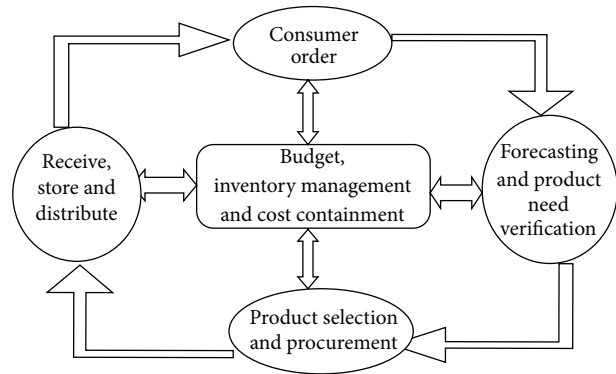 Consumer
order
Receive,
store and
distribute
Budget,
inventory management
and cost containment
Forecasting
and product
need
verification
Product selection
and procurement